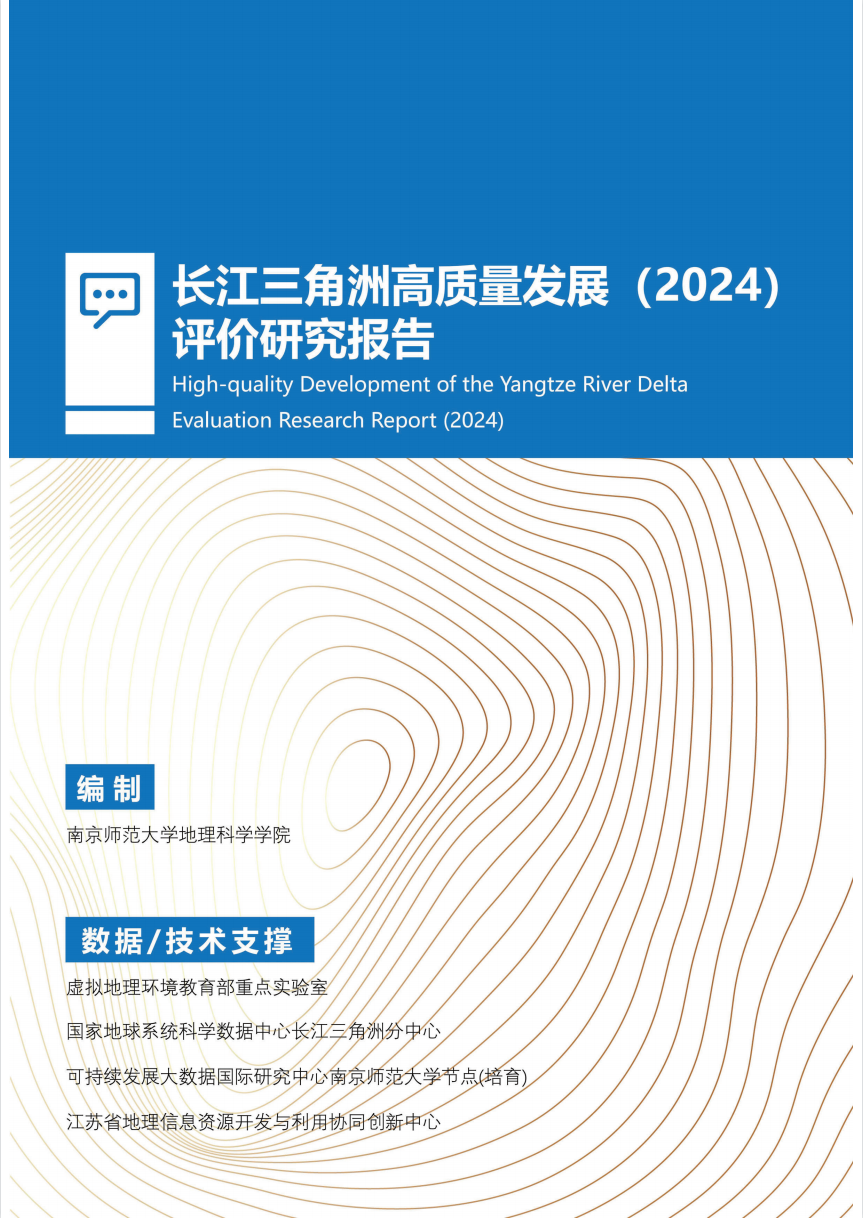 长江三角洲高质量发展（2024）
评价研究报告
High-quality Development of the Yangtze River Delta
Evaluation Research Report (2024)
编制
南京师范大学地理科学学院
数据/技术支撑
虚拟地理环境教育部重点实验室
国家地球系统科学数据中心长江三角洲分中心
可持续发展大数据国际研究中心南京师范大学节点(培育)
江苏省地理信息资源开发与利用协同创新中心